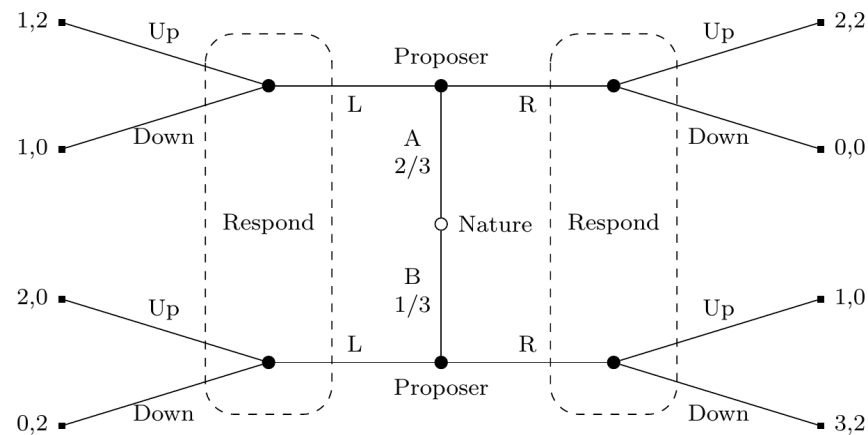 1,2
Up
Proposer
Up
2,2
L
R
1,0
Down
A
2/3
Down
0,0
Respond
Nature
Respond
2,0
Up
B
1/3
Up
1,0
L
R
0,2
Down
Proposer
Down
3,2